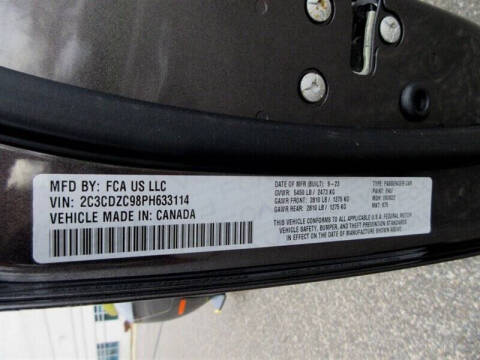 MFD BY: FCA US LLC
VIN: 2C3CDZC98PH633114
VEHICLE MADE IN: CANADA
DATE OF MFR (BUILT): 9-23
GVWR: 5450 LB / 2473 KG
GAWR FRONT: 2810 LB / 1275 KG
GAWR REAR: 2810 LB / 1275 KG
TYPE: PASSENGER CAR
PAINT:
MDH:
VEH:
THIS VEHICLE CONFORMS TO ALL APPLICABLE FEDERAL MOTOR
VEHICLE SAFETY, BUMPER, AND THEFT PREVENTION STANDARDS
IN EFFECT ON THE DATE OF MANUFACTURE SHOWN ABOVE